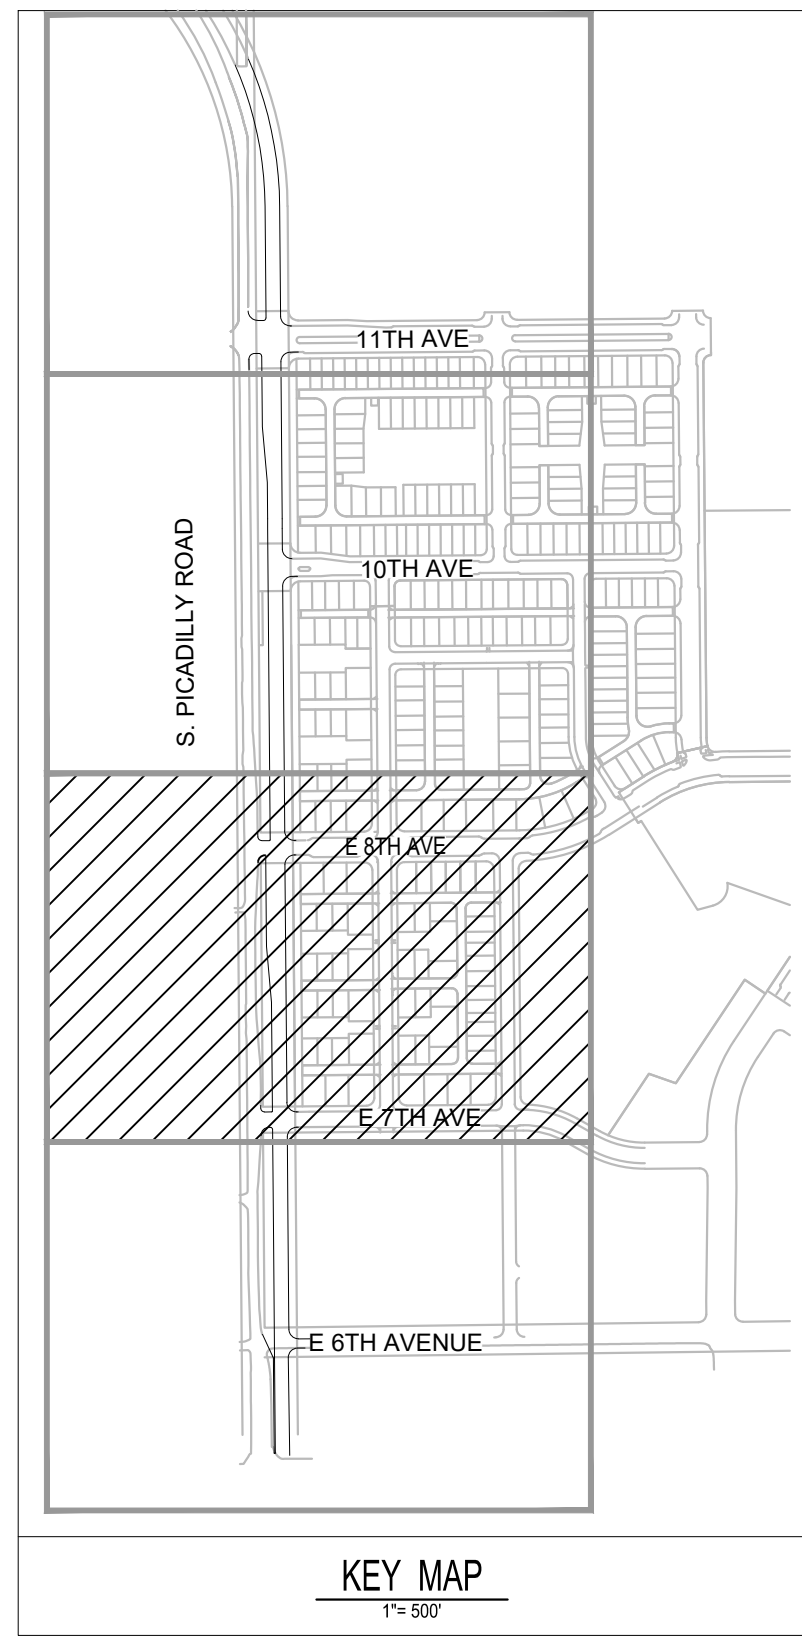 11TH AVE
S. PICADILLY ROAD
10TH AVE
E 8TH AVE
E 7TH AVE
E 6TH AVENUE
KEY MAP
1"= 500'